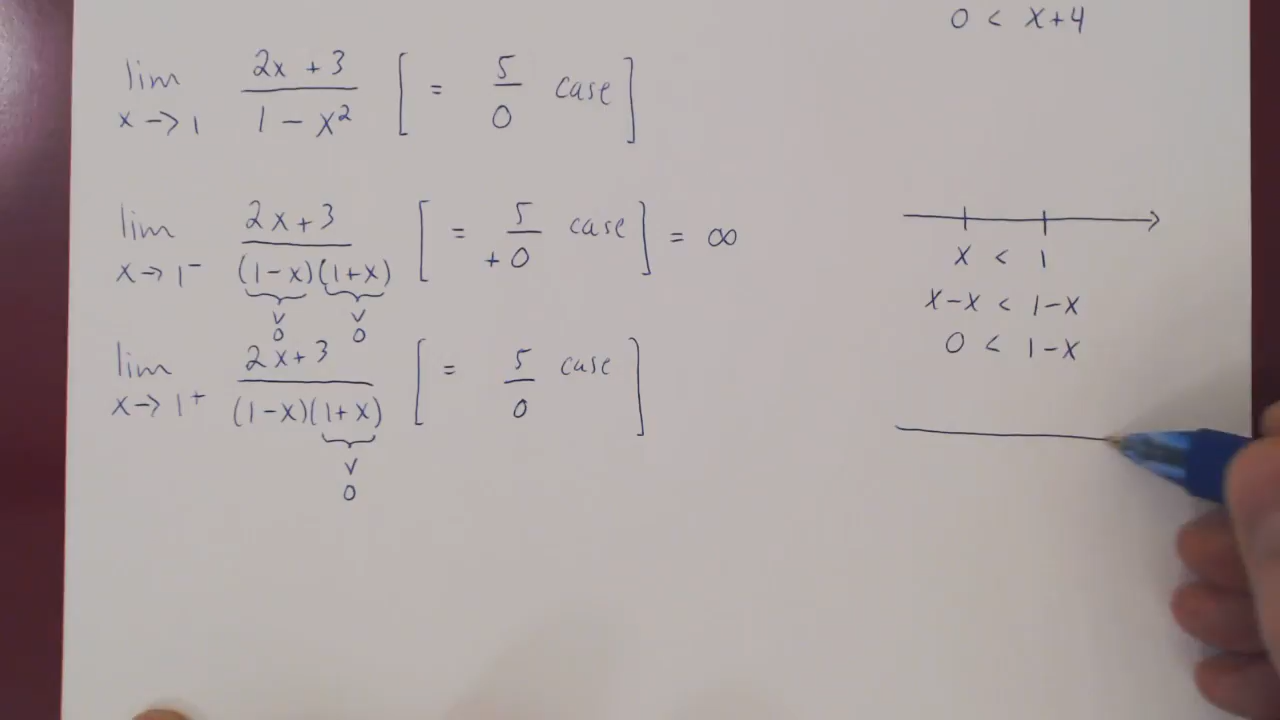 0 < x+4
lim x→1 2x+3 / 1-x² [ = 5/0 case ]
lim x→1⁻ 2x+3 / (1-x)(1+x) [ = 5/+0 case ] = ∞
v v
0 0
lim x→1⁺ 2x+3 / (1-x)(1+x) [ = 5/0 case ]
v
0
x < 1
x-x < 1-x
0 < 1-x